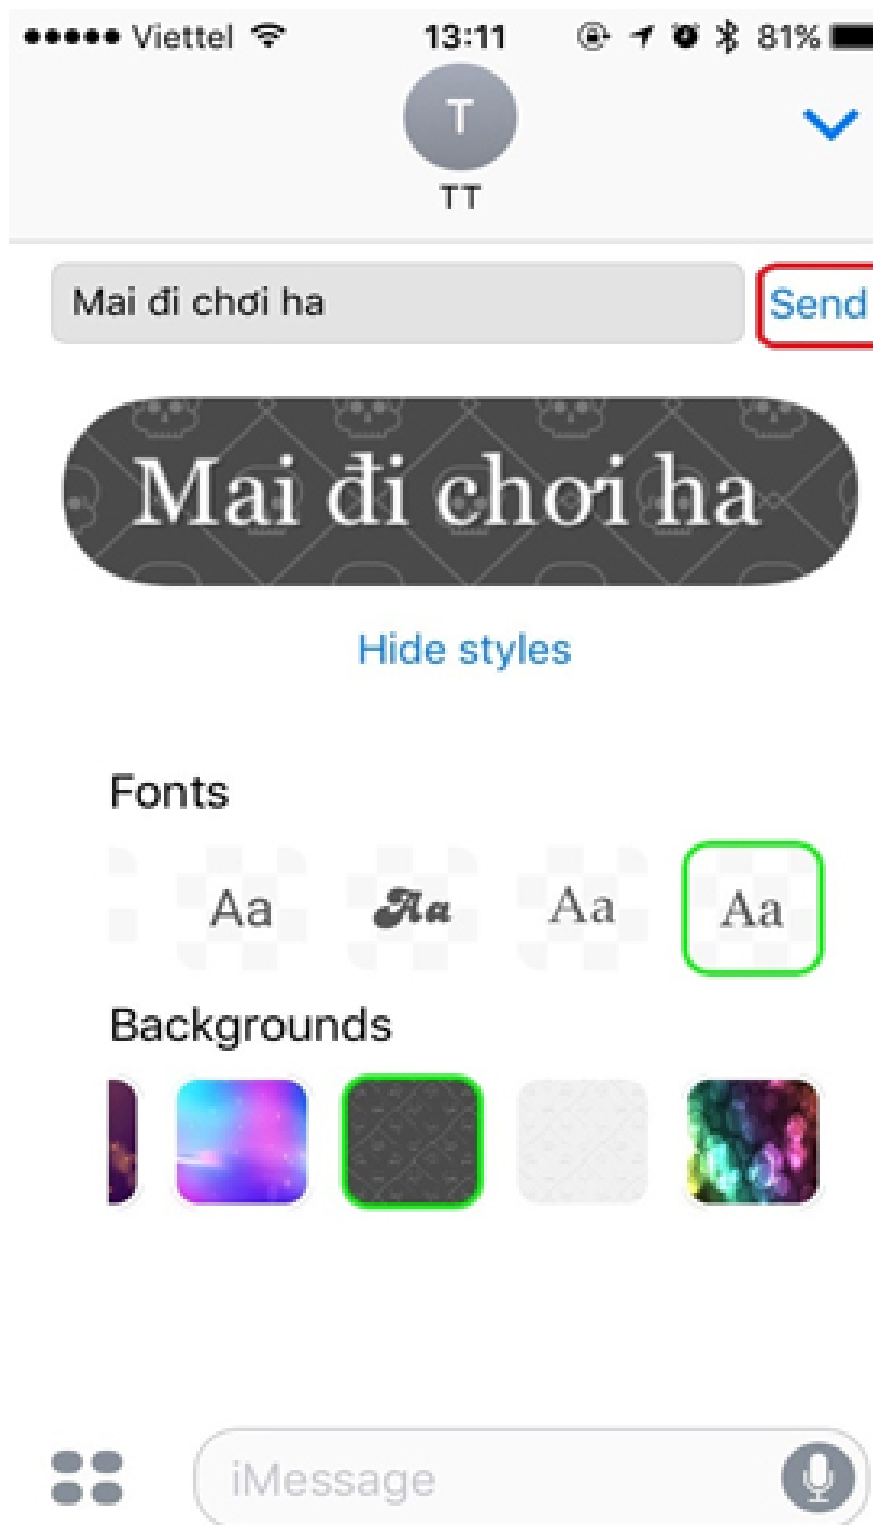 Viettel 13:11 81%
T
TT
Mai đi chơi ha Send
Mai đi chơi ha
Hide styles
Fonts
Aa Aa Aa Aa
Backgrounds
iMessage